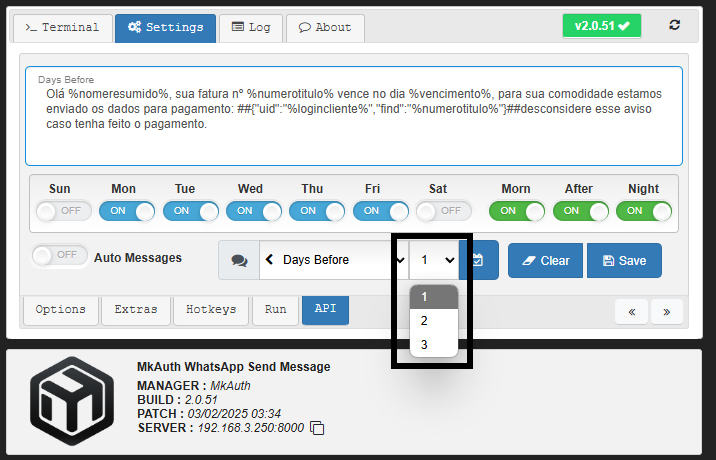 >_ Terminal Settings Log About v2.0.51
Days Before
Olá %nomeresumido%, sua fatura nº %numerotitulo% vence no dia %vencimento%, para sua comodidade estamos
enviado os dados para pagamento: ##{"uid":"%logincliente%","find":"%numerotitulo%"}##desconsidere esse aviso
caso tenha feito o pagamento.
Sun Mon Tue Wed Thu Fri Sat Morn After Night
OFF ON ON ON ON ON OFF ON ON ON
OFF Auto Messages Days Before 1 Clear Save
1
2
3
Options Extras Hotkeys Run API « »
MkAuth WhatsApp Send Message
MANAGER : MkAuth
BUILD : 2.0.51
PATCH : 03/02/2025 03:34
SERVER : 192.168.3.250:8000